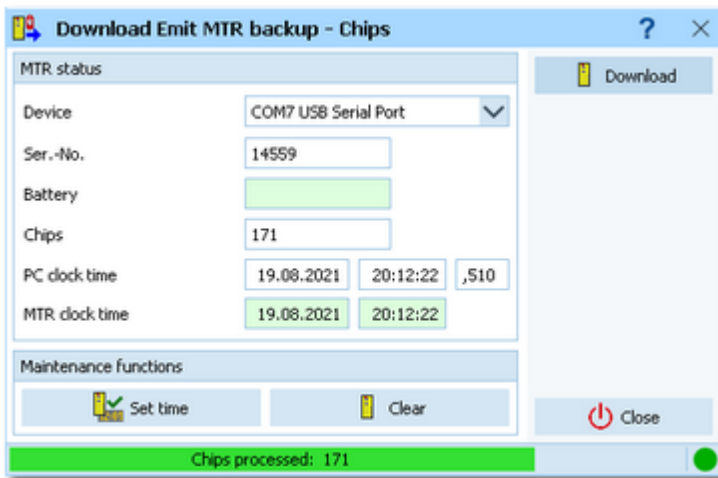 Download Emit MTR backup - Chips ?
MTR status
Download
Device COM7 USB Serial Port
Ser.-No. 14559
Battery
Chips 171
PC clock time 19.08.2021 20:12:22 ,510
MTR clock time 19.08.2021 20:12:22
Maintenance functions
Set time Clear
Close
Chips processed: 171